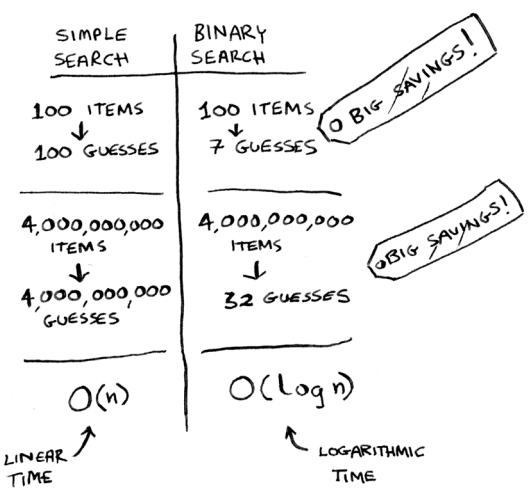 SIMPLE
SEARCH
BINARY
SEARCH
100 ITEMS
100 GUESSES
100 ITEMS
7 GUESSES
BIG SAVINGS!
4,000,000,000
ITEMS
4,000,000,000
GUESSES
4,000,000,000
ITEMS
32 GUESSES
BIG SAVINGS!
O(n)
O(log n)
LINEAR
TIME
LOGARITHMIC
TIME